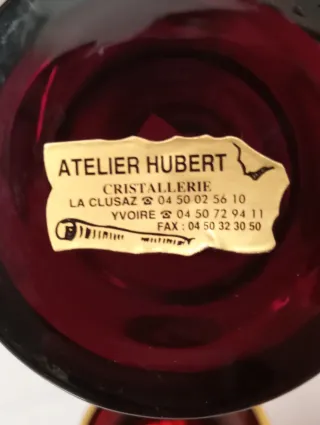 ATELIER HUBERT
CRISTALLERIE
LA CLUSAZ ☎ 04 50 02 56 10
YVOIRE ☎ 04 50 72 94 11
FAX : 04 50 32 30 50